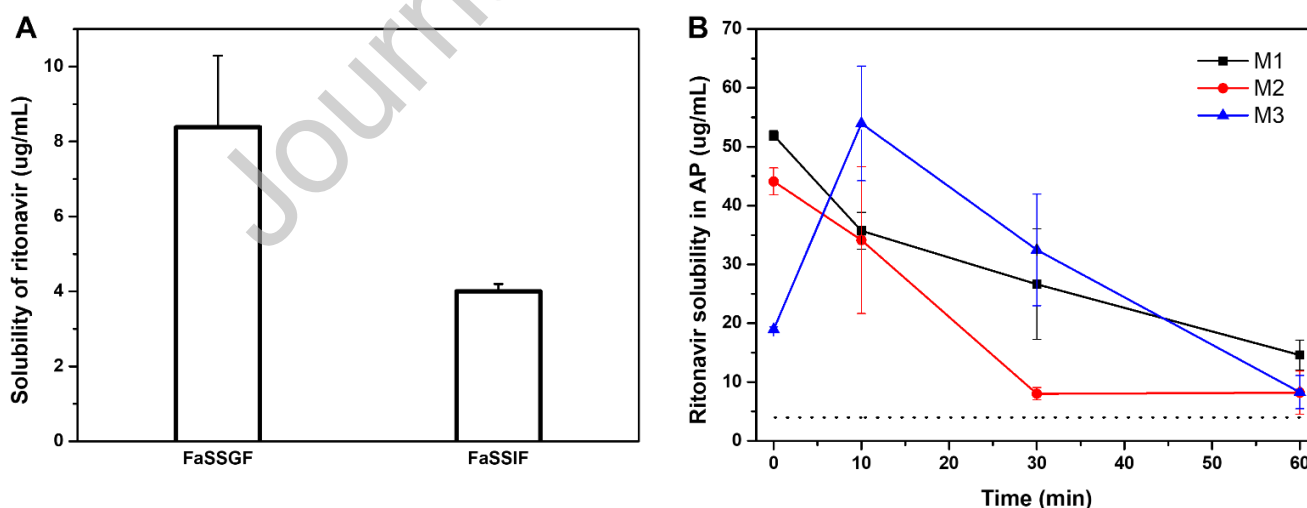 A
Solubility of ritonavir (ug/mL)
10
8
6
4
2
0
FaSSGF
FaSSIF
Journ
B
Ritonavir solubility in AP (ug/mL)
70
60
50
40
30
20
10
0
M1
M2
M3
0
10
20
30
40
50
60
Time (min)